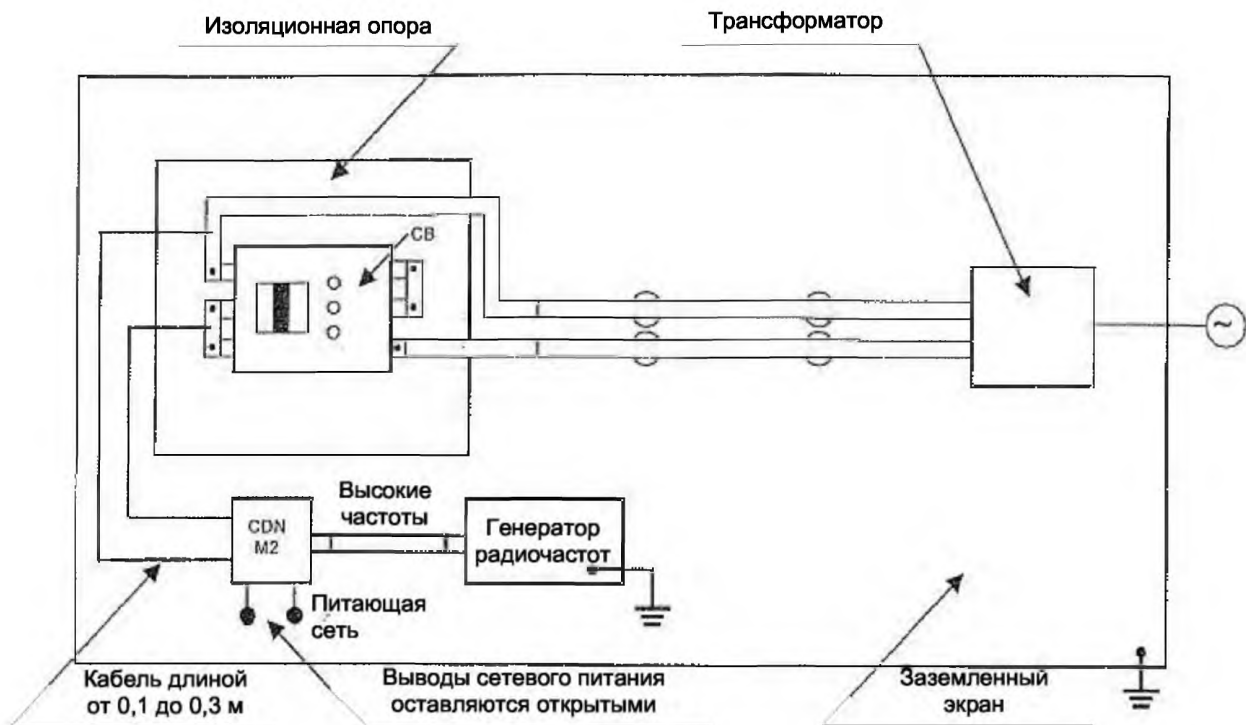 Изоляционная опора
Трансформатор
СВ
~
Высокие
частоты
CDN
M2
Генератор
радиочастот
Питающая
сеть
Кабель длиной
от 0,1 до 0,3 м
Выводы сетевого питания
оставляются открытыми
Заземленный
экран